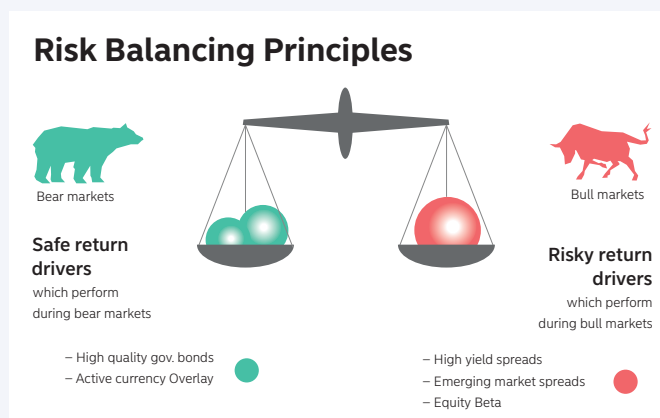 Risk Balancing Principles
Bear markets
Bull markets
Safe return
drivers
which perform
during bear markets
Risky return
drivers
which perform
during bull markets
– High quality gov. bonds
– Active currency Overlay
– High yield spreads
– Emerging market spreads
– Equity Beta